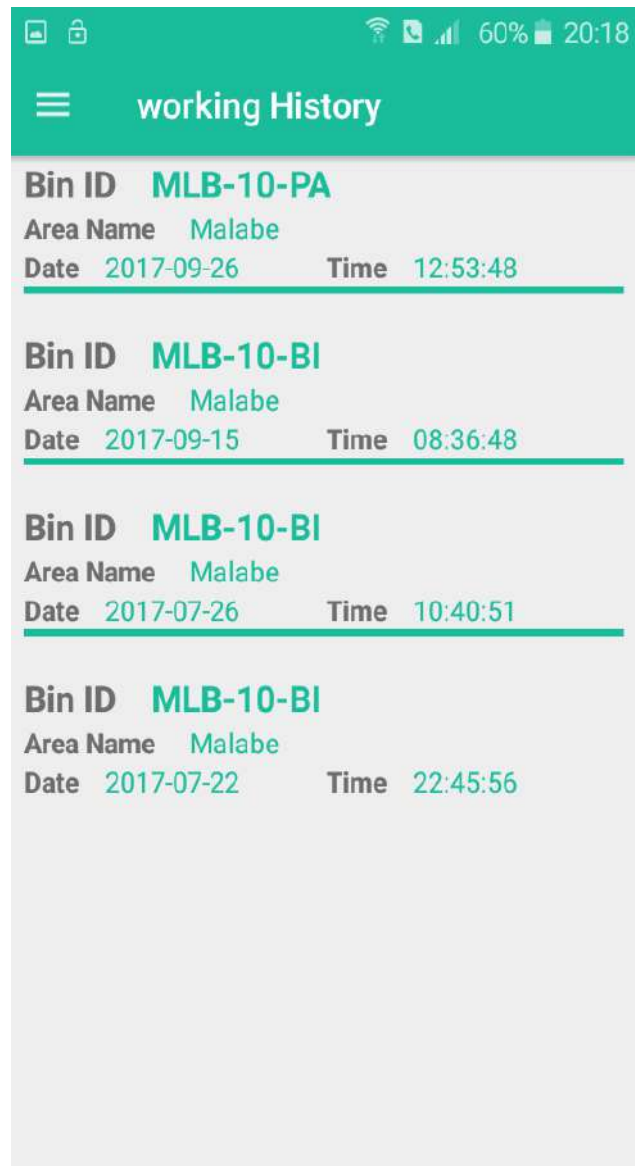 60% 20:18
working History
Bin ID MLB-10-PA
Area Name Malabe
Date 2017-09-26 Time 12:53:48
Bin ID MLB-10-BI
Area Name Malabe
Date 2017-09-15 Time 08:36:48
Bin ID MLB-10-BI
Area Name Malabe
Date 2017-07-26 Time 10:40:51
Bin ID MLB-10-BI
Area Name Malabe
Date 2017-07-22 Time 22:45:56